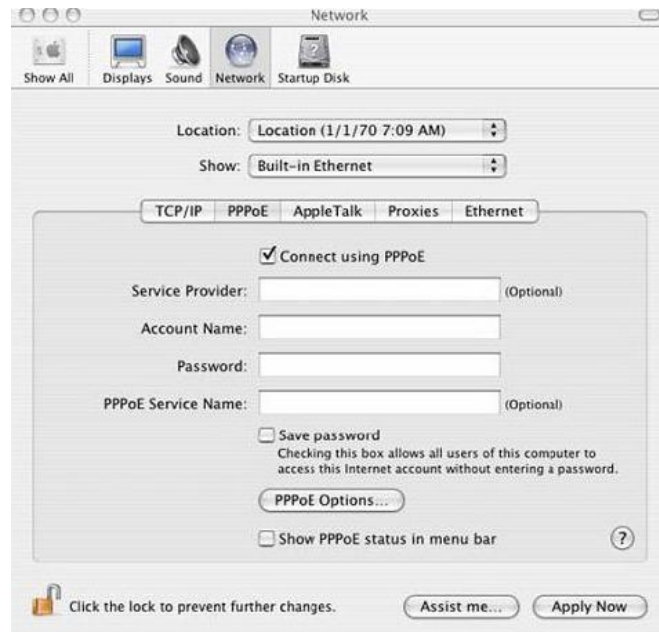 Network
Show All Displays Sound Network Startup Disk
Location: Location (1/1/70 7:09 AM)
Show: Built-in Ethernet
TCP/IP PPPoE AppleTalk Proxies Ethernet
Connect using PPPoE
Service Provider: (Optional)
Account Name:
Password:
PPPoE Service Name: (Optional)
Save password
Checking this box allows all users of this computer to
access this Internet account without entering a password.
PPPoE Options...
Show PPPoE status in menu bar ?
Click the lock to prevent further changes. Assist me... Apply Now